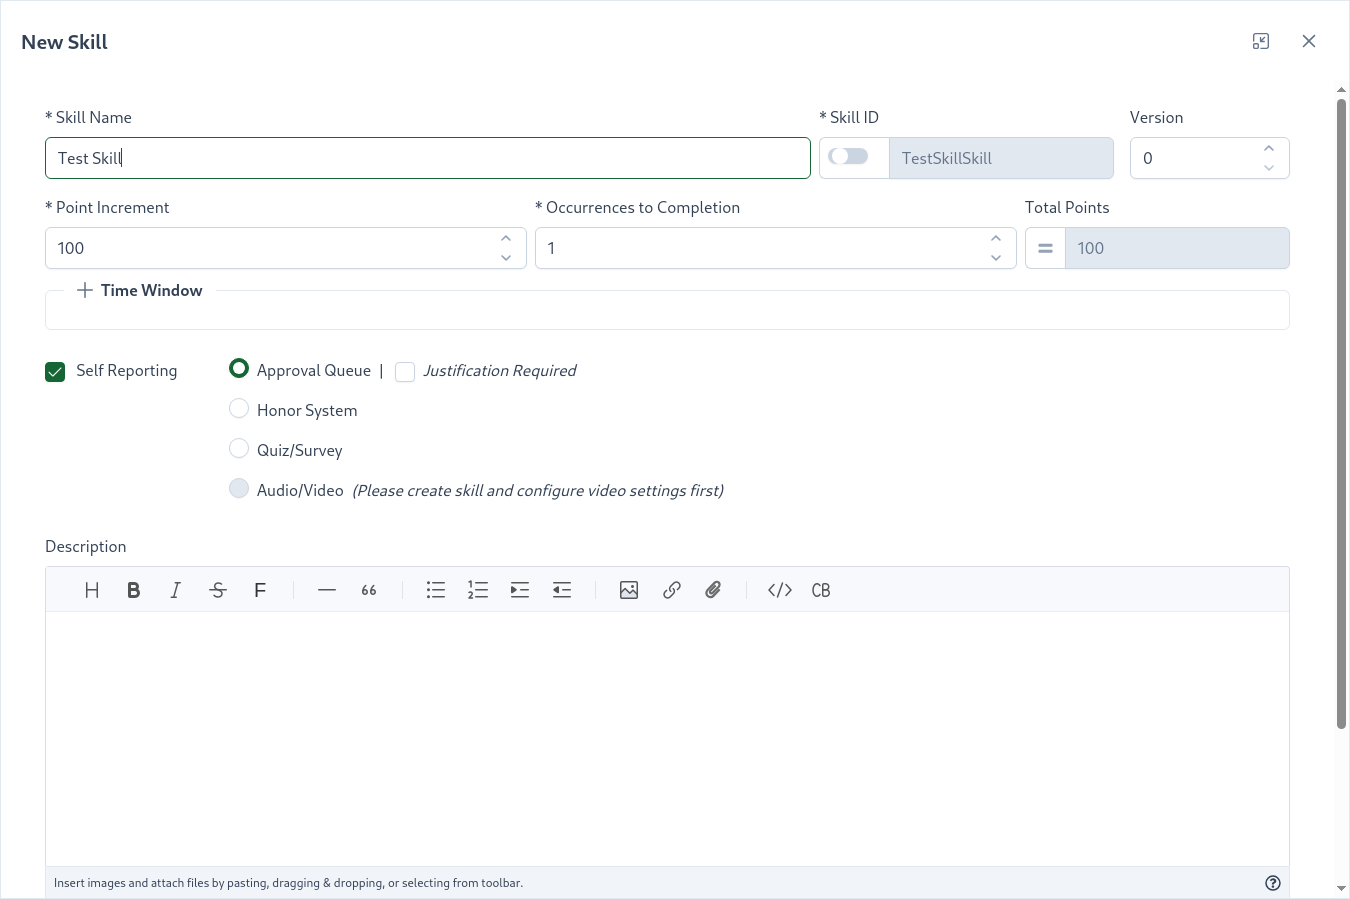 New Skill
* Skill Name
* Skill ID
Version
Test Skill
TestSkillSkill
0
* Point Increment
* Occurrences to Completion
Total Points
100
1
=
100
Time Window
Self Reporting
Approval Queue | Justification Required
Honor System
Quiz/Survey
Audio/Video (Please create skill and configure video settings first)
Description
H B I S F — 66 </> CB
Insert images and attach files by pasting, dragging & dropping, or selecting from toolbar.